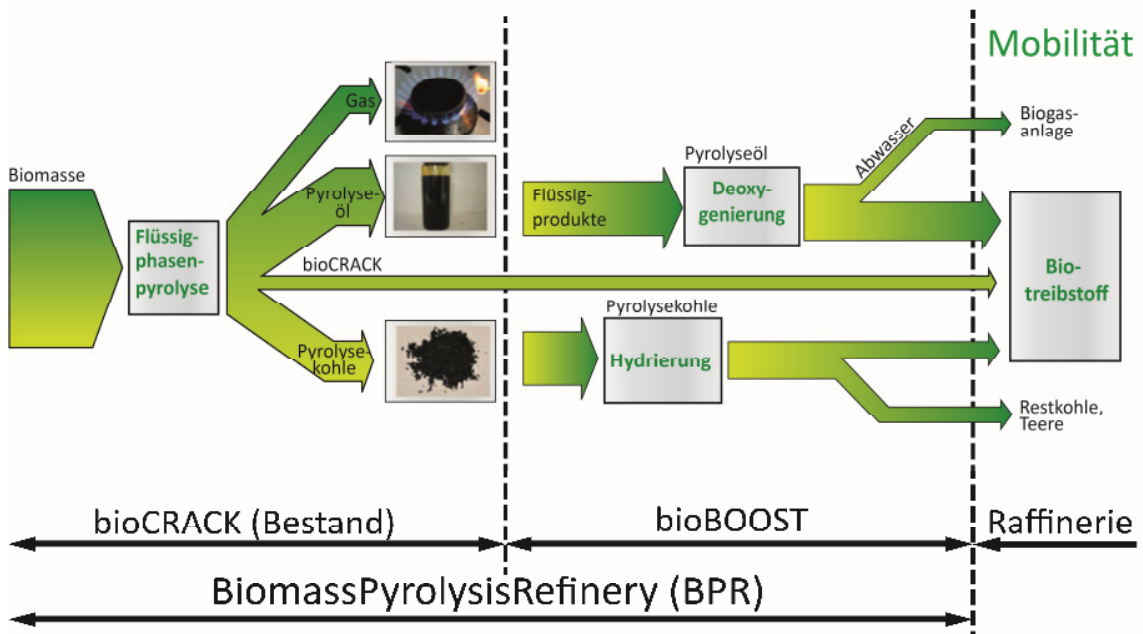 Mobilität
Biomasse
Flüssig-
phasen-
pyrolyse
Gas
Pyrolyse-
öl
bioCRACK
Pyrolyse-
kohle
Flüssig-
produkte
Pyrolyseöl
Deoxy-
genierung
Abwasser
Biogas-
anlage
Pyrolysekohle
Hydrierung
Bio-
treibstoff
Restkohle,
Teere
bioCRACK (Bestand)
bioBOOST
Raffinerie
BiomassPyrolysisRefinery (BPR)